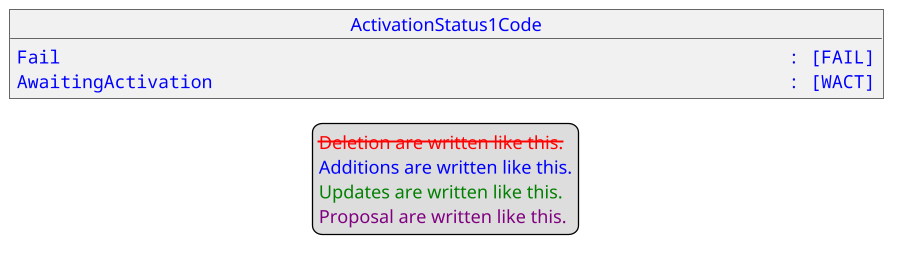 ActivationStatus1Code
Fail : [FAIL]
AwaitingActivation : [WACT]
Deletion are written like this.
Additions are written like this.
Updates are written like this.
Proposal are written like this.